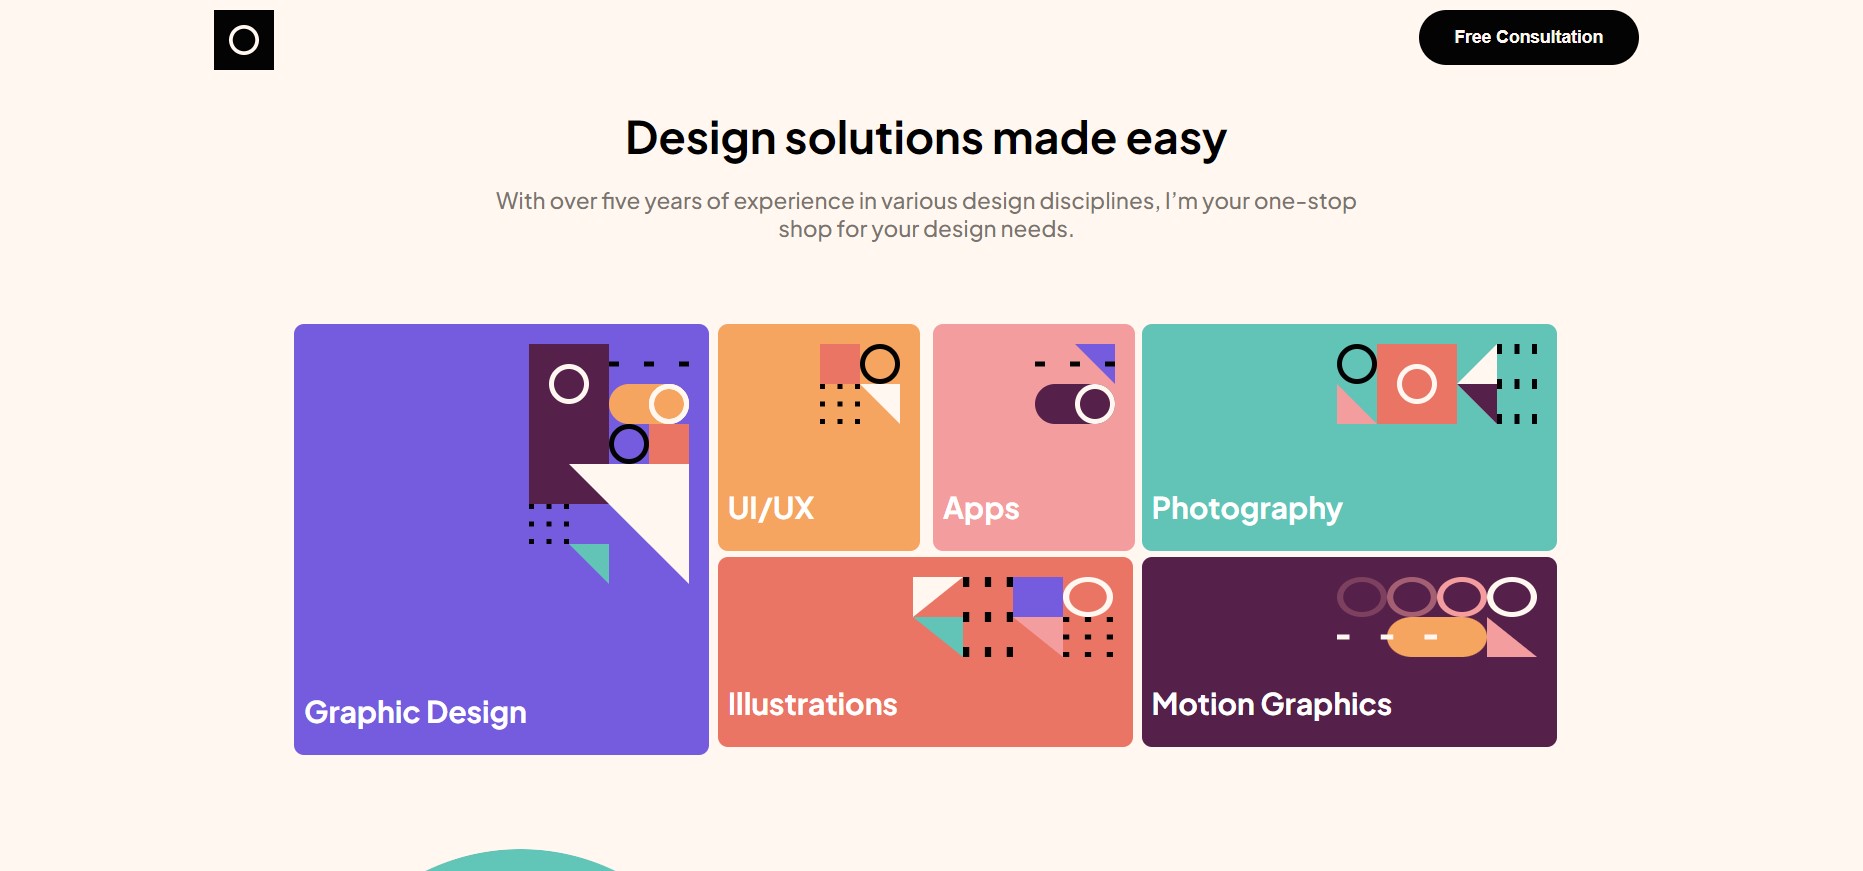 Free Consultation
Design solutions made easy
With over five years of experience in various design disciplines, I’m your one-stop
shop for your design needs.
UI/UX
Apps
Photography
Graphic Design
Illustrations
Motion Graphics